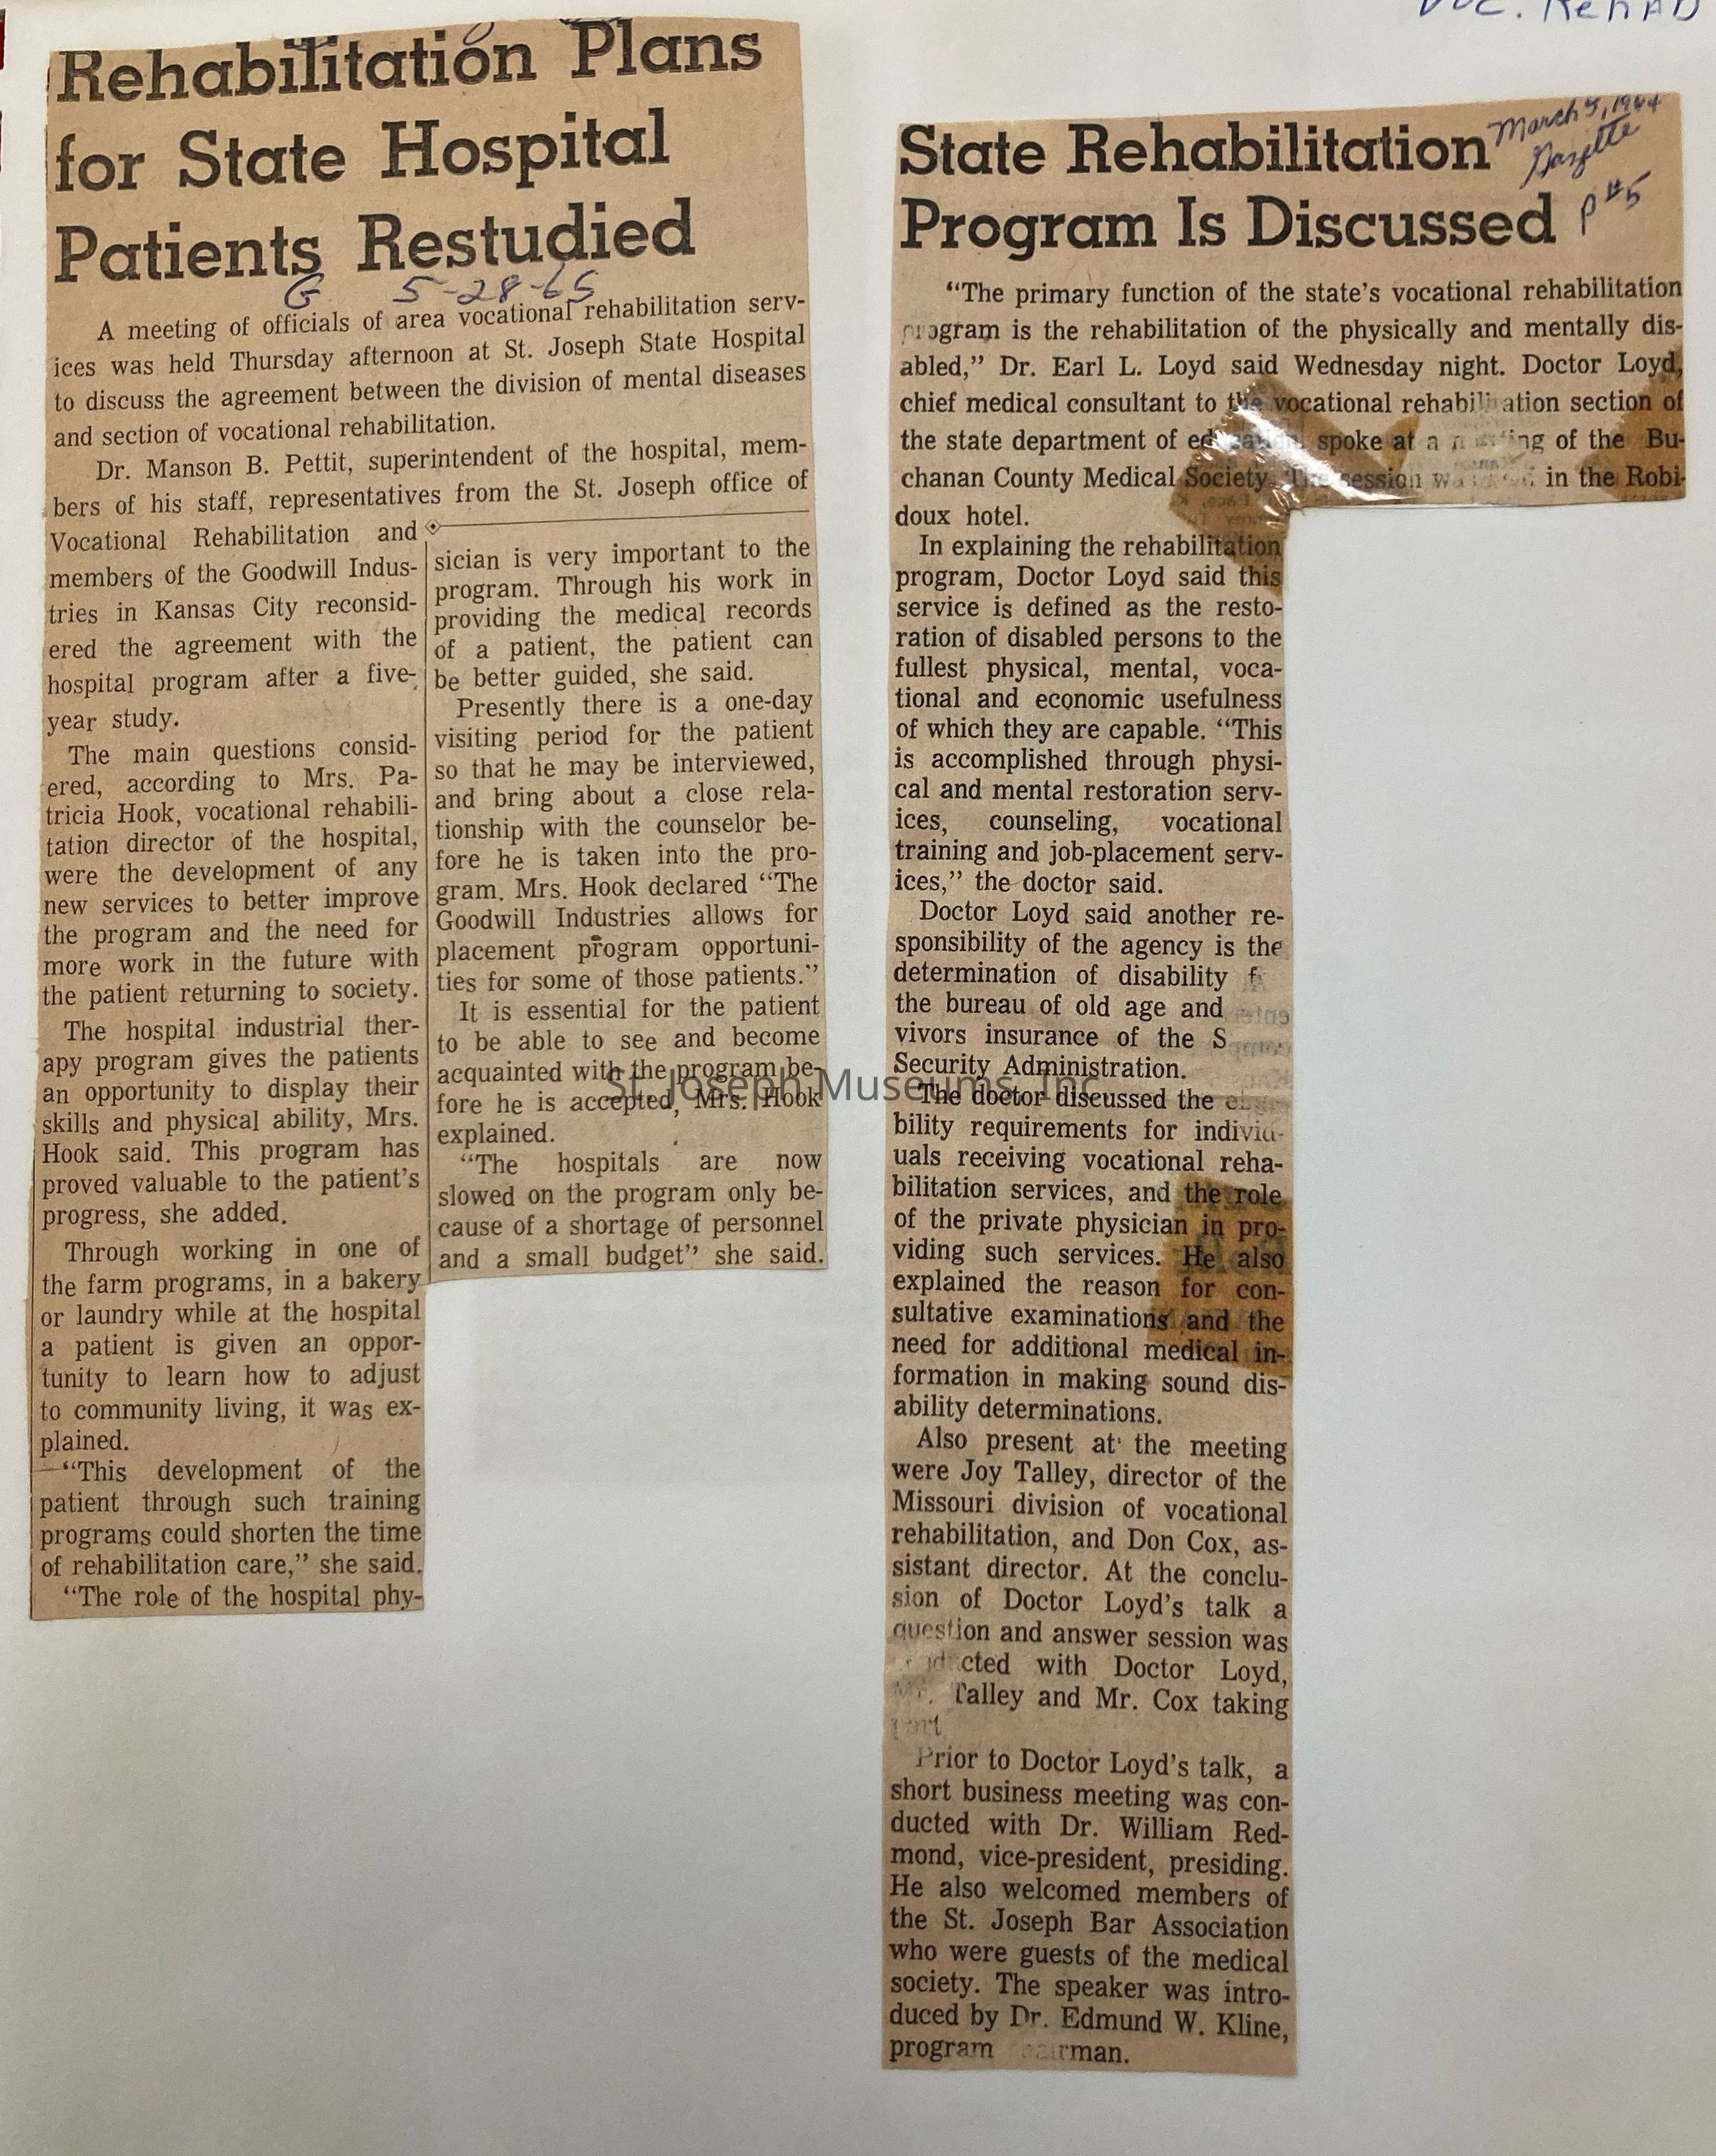 Voc. Rehab
Rehabilitation Plans
for State Hospital
Patients Restudied
G 5-28-65
A meeting of officials of area vocational rehabilitation serv-
ices was held Thursday afternoon at St. Joseph State Hospital
to discuss the agreement between the division of mental diseases
and section of vocational rehabilitation.
Dr. Manson B. Pettit, superintendent of the hospital, mem-
bers of his staff, representatives from the St. Joseph office of
Vocational Rehabilitation and
members of the Goodwill Indus-
tries in Kansas City reconsid-
ered the agreement with the
hospital program after a five-
year study.
The main questions consid-
ered, according to Mrs. Pa-
tricia Hook, vocational rehabili-
tation director of the hospital,
were the development of any
new services to better improve
the program and the need for
more work in the future with
the patient returning to society.
The hospital industrial ther-
apy program gives the patients
an opportunity to display their
skills and physical ability, Mrs.
Hook said. This program has
proved valuable to the patient's
progress, she added.
Through working in one of
the farm programs, in a bakery
or laundry while at the hospital
a patient is given an oppor-
tunity to learn how to adjust
to community living, it was ex-
plained.
"This development of the
patient through such training
programs could shorten the time
of rehabilitation care," she said.
"The role of the hospital phy-
sician is very important to the
program. Through his work in
providing the medical records
of a patient, the patient can
be better guided, she said.
Presently there is a one-day
visiting period for the patient
so that he may be interviewed,
and bring about a close rela-
tionship with the counselor be-
fore he is taken into the pro-
gram. Mrs. Hook declared "The
Goodwill Industries allows for
placement program opportuni-
ties for some of those patients."
It is essential for the patient
to be able to see and become
acquainted with the program be-
fore he is accepted, Mrs. Hook
explained.
"The hospitals are now
slowed on the program only be-
cause of a shortage of personnel
and a small budget" she said.
State Rehabilitation
Program Is Discussed
March 5, 1964
Gazette
P #5
"The primary function of the state's vocational rehabilitation
program is the rehabilitation of the physically and mentally dis-
abled," Dr. Earl L. Loyd said Wednesday night. Doctor Loyd,
chief medical consultant to the vocational rehabilitation section of
the state department of education, spoke at a meeting of the Bu-
chanan County Medical Society. The session was in the Robi-
doux hotel.
In explaining the rehabilitation
program, Doctor Loyd said this
service is defined as the resto-
ration of disabled persons to the
fullest physical, mental, voca-
tional and economic usefulness
of which they are capable. "This
is accomplished through physi-
cal and mental restoration serv-
ices, counseling, vocational
training and job-placement serv-
ices," the doctor said.
Doctor Loyd said another re-
sponsibility of the agency is the
determination of disability
the bureau of old age and
vivors insurance of the S
Security Administration.
The doctor discussed the elig-
bility requirements for individ-
uals receiving vocational reha-
bilitation services, and the role
of the private physician in pro-
viding such services. He also
explained the reason for con-
sultative examinations and the
need for additional medical in-
formation in making sound dis-
ability determinations.
Also present at the meeting
were Joy Talley, director of the
Missouri division of vocational
rehabilitation, and Don Cox, as-
sistant director. At the conclu-
sion of Doctor Loyd's talk a
question and answer session was
conducted with Doctor Loyd,
Mr. Talley and Mr. Cox taking
part.
Prior to Doctor Loyd's talk, a
short business meeting was con-
ducted with Dr. William Red-
mond, vice-president, presiding.
He also welcomed members of
the St. Joseph Bar Association
who were guests of the medical
society. The speaker was intro-
duced by Dr. Edmund W. Kline,
program chairman.
St. Joseph Museums, Inc.